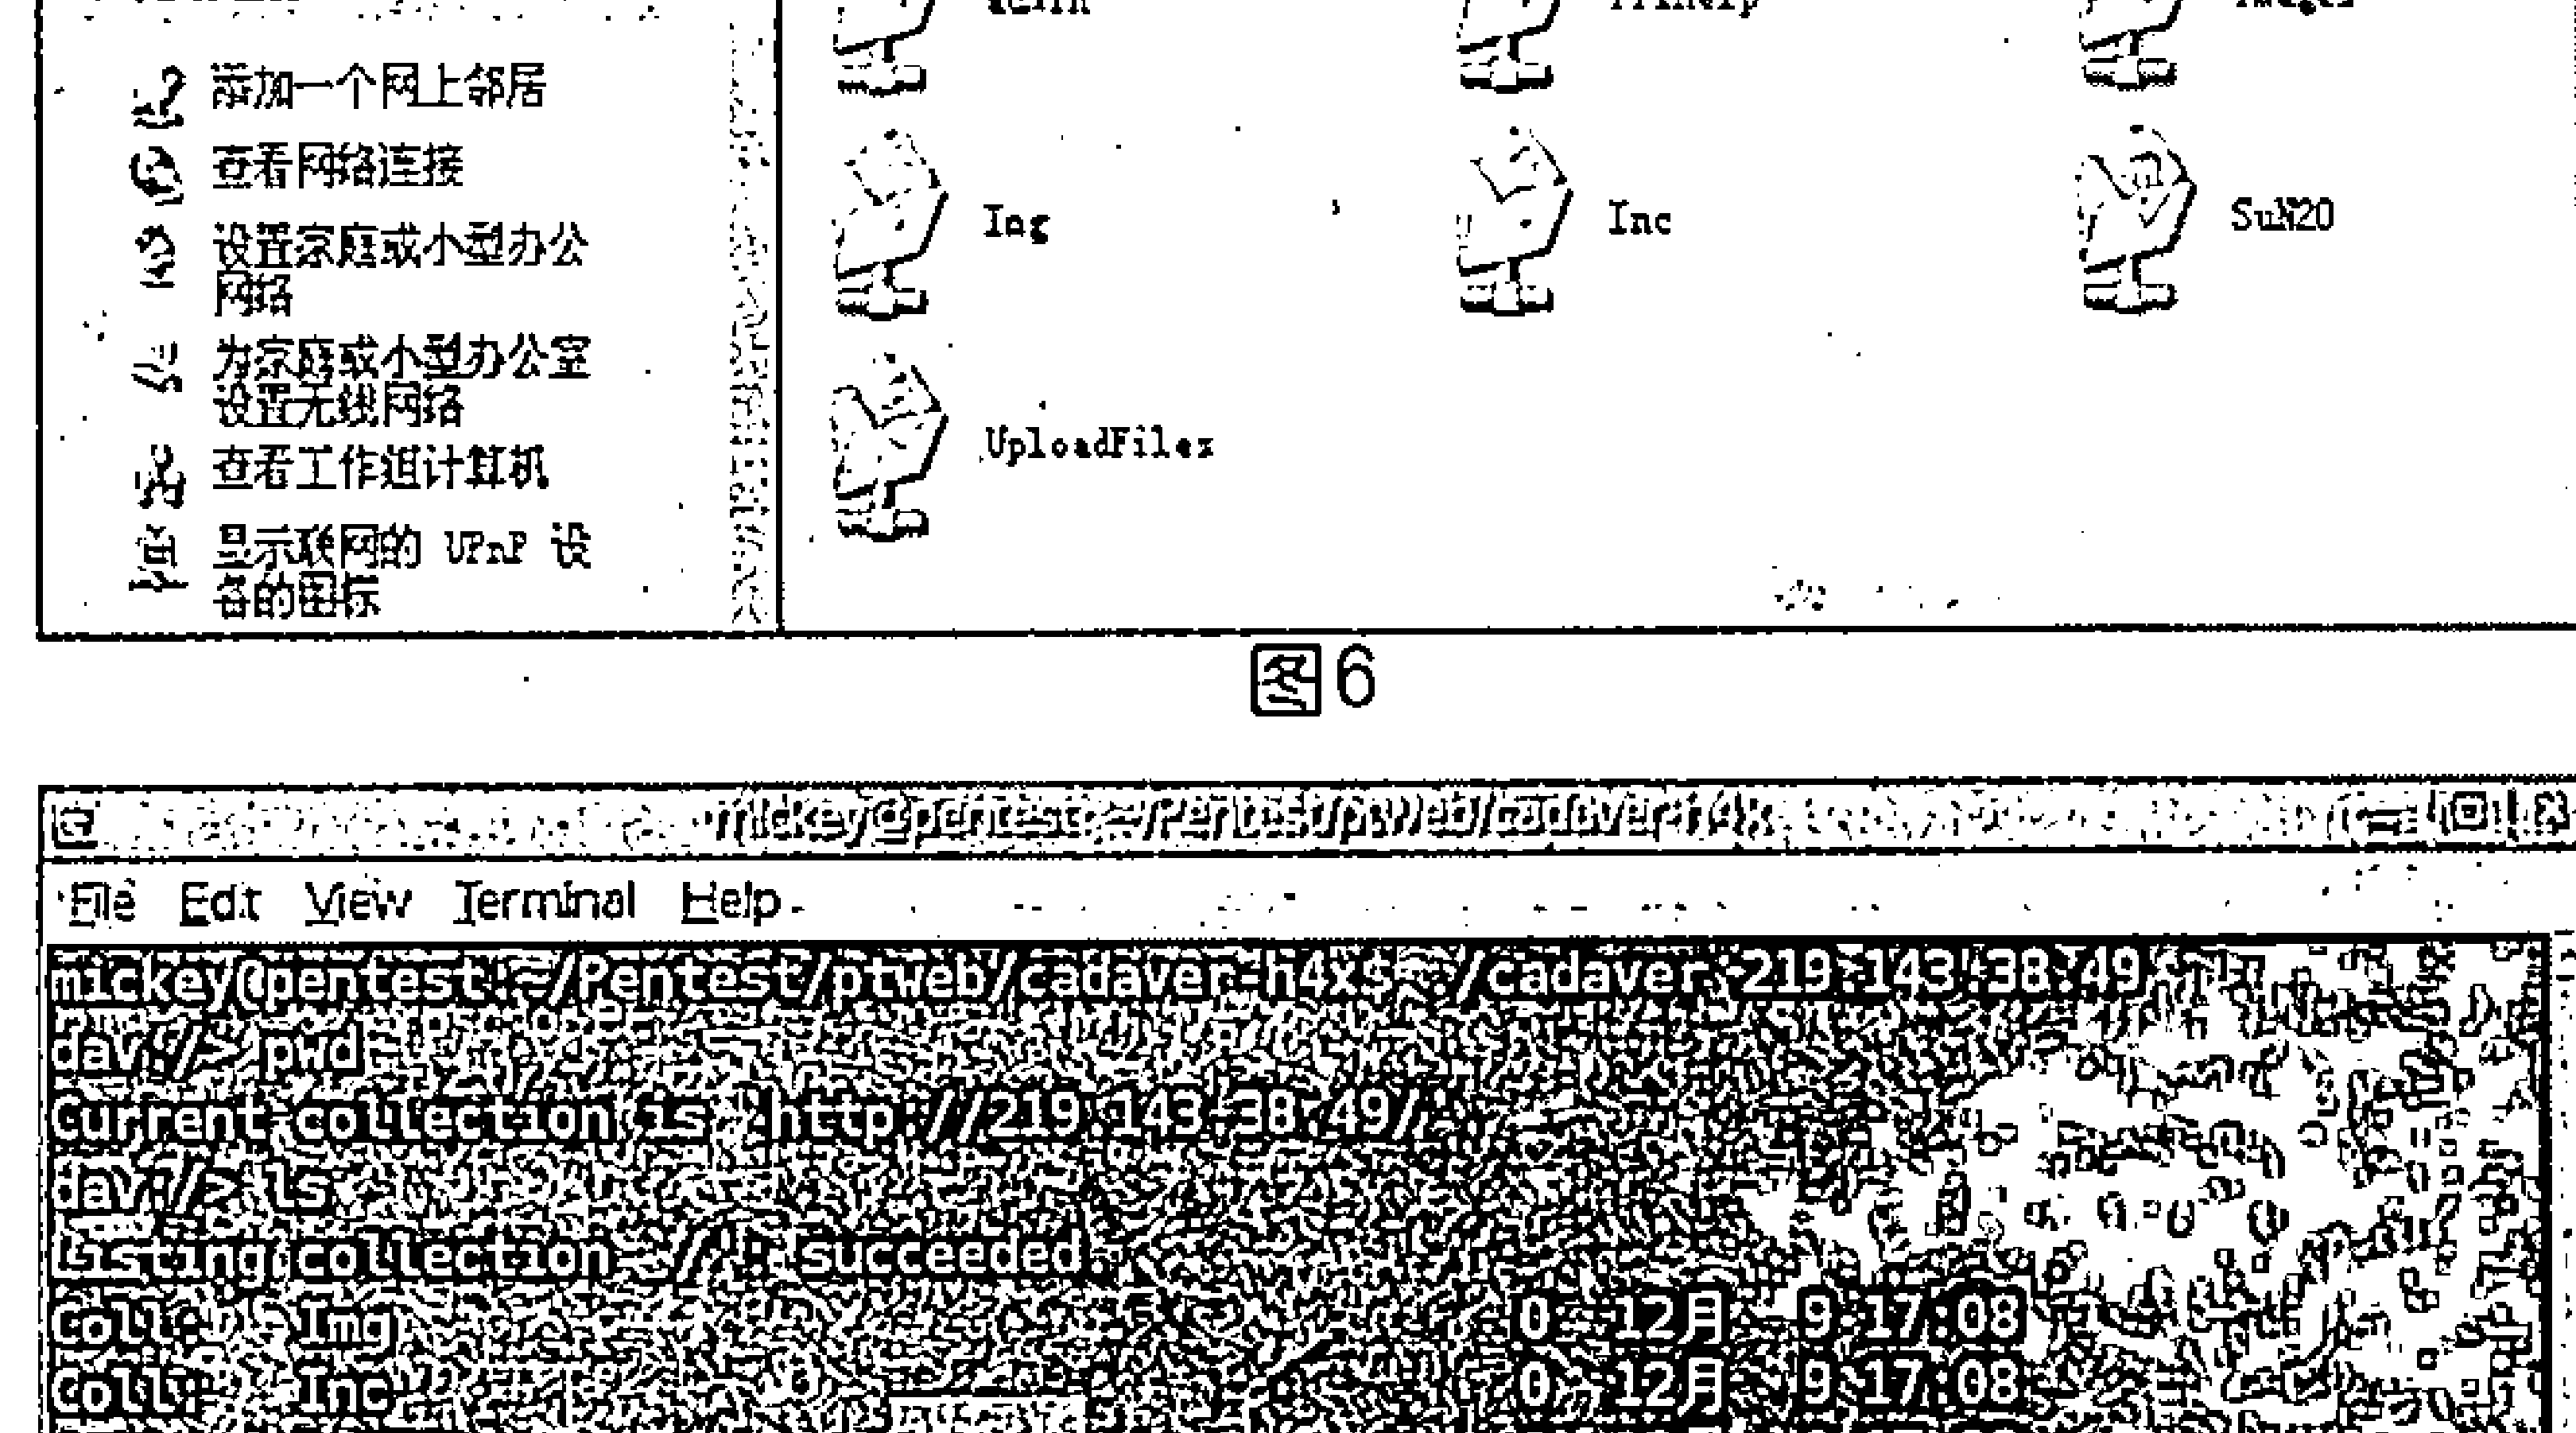 添加一个网上邻居
查看网络连接
设置家庭或小型办公
网络
为家庭或小型办公室
设置无线网络
查看工作组计算机
显示联网的 UPnP 设
备的图标
Img
Inc
SuN20
UploadFiles
图6
mickey@pentest: ~/Pentest/ptweb/cadaver-h4x
File Edit View Terminal Help
mickey@pentest:~/Pentest/ptweb/cadaver-h4x$ ./cadaver 219.143.38.49
dav:/> pwd
Current collection is `http://219.143.38.49/'.
dav:/> ls
Listing collection `/': succeeded.
Coll: Img 0 12月 9 17:08
Coll: Inc 0 12月 9 17:08